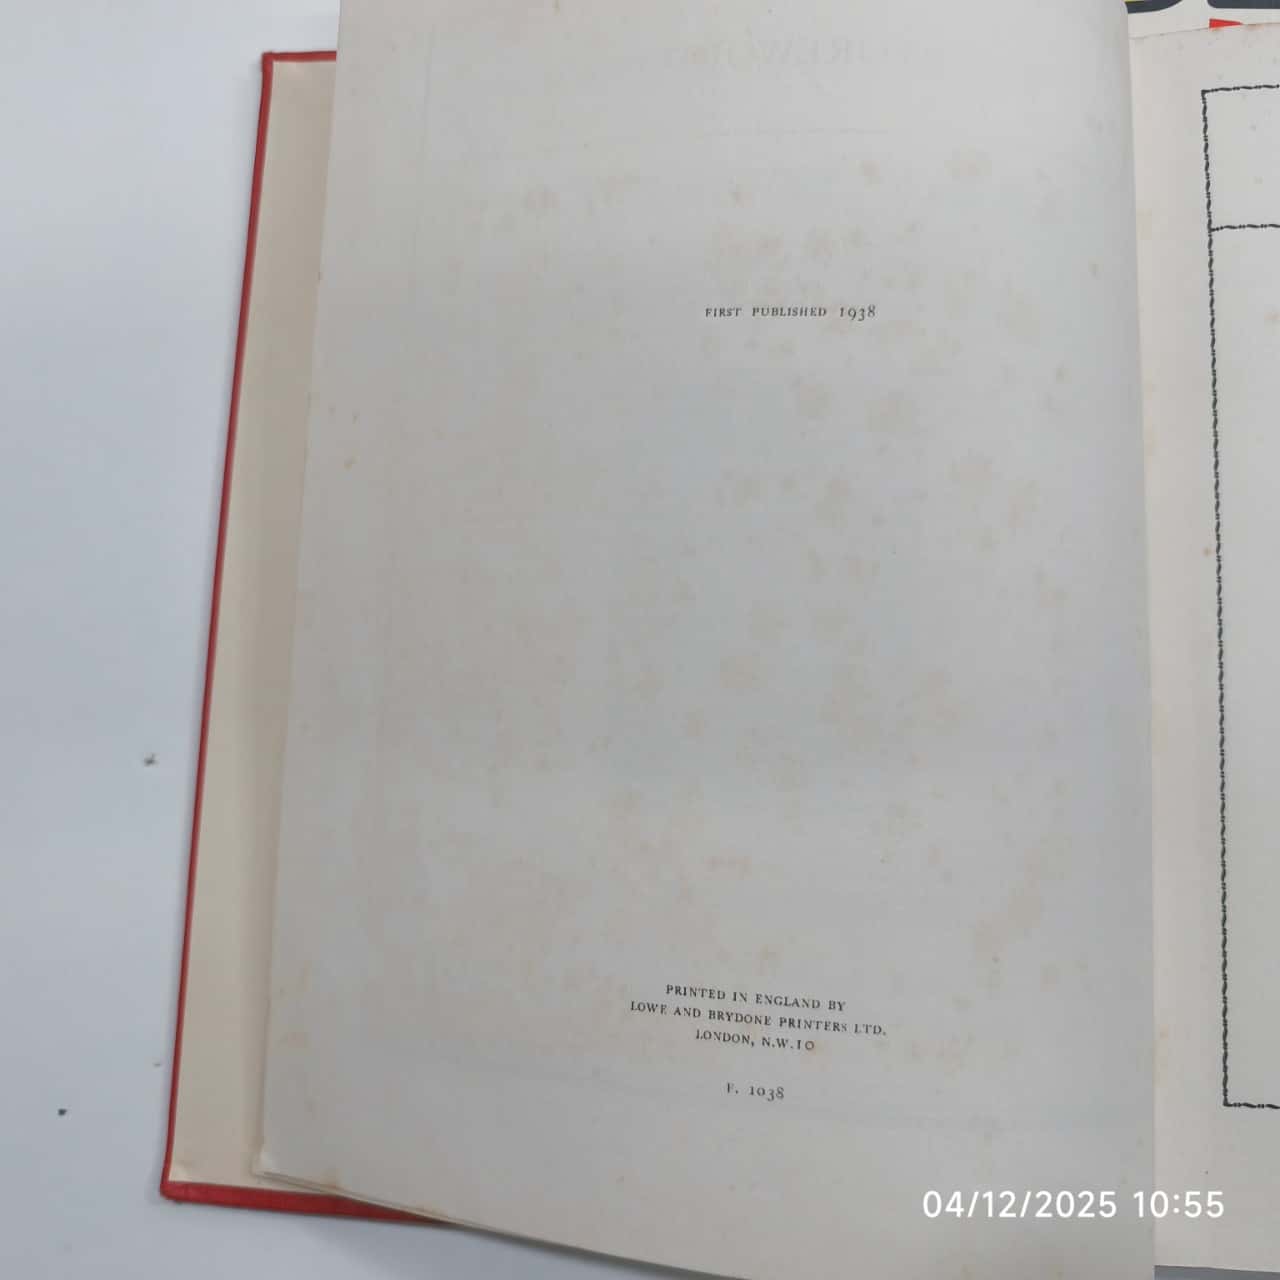 FIRST PUBLISHED 1938
PRINTED IN ENGLAND BY
LOWE AND BRYDONE PRINTERS LTD.
LONDON, N.W.10
F. 1038
04/12/2025 10:55